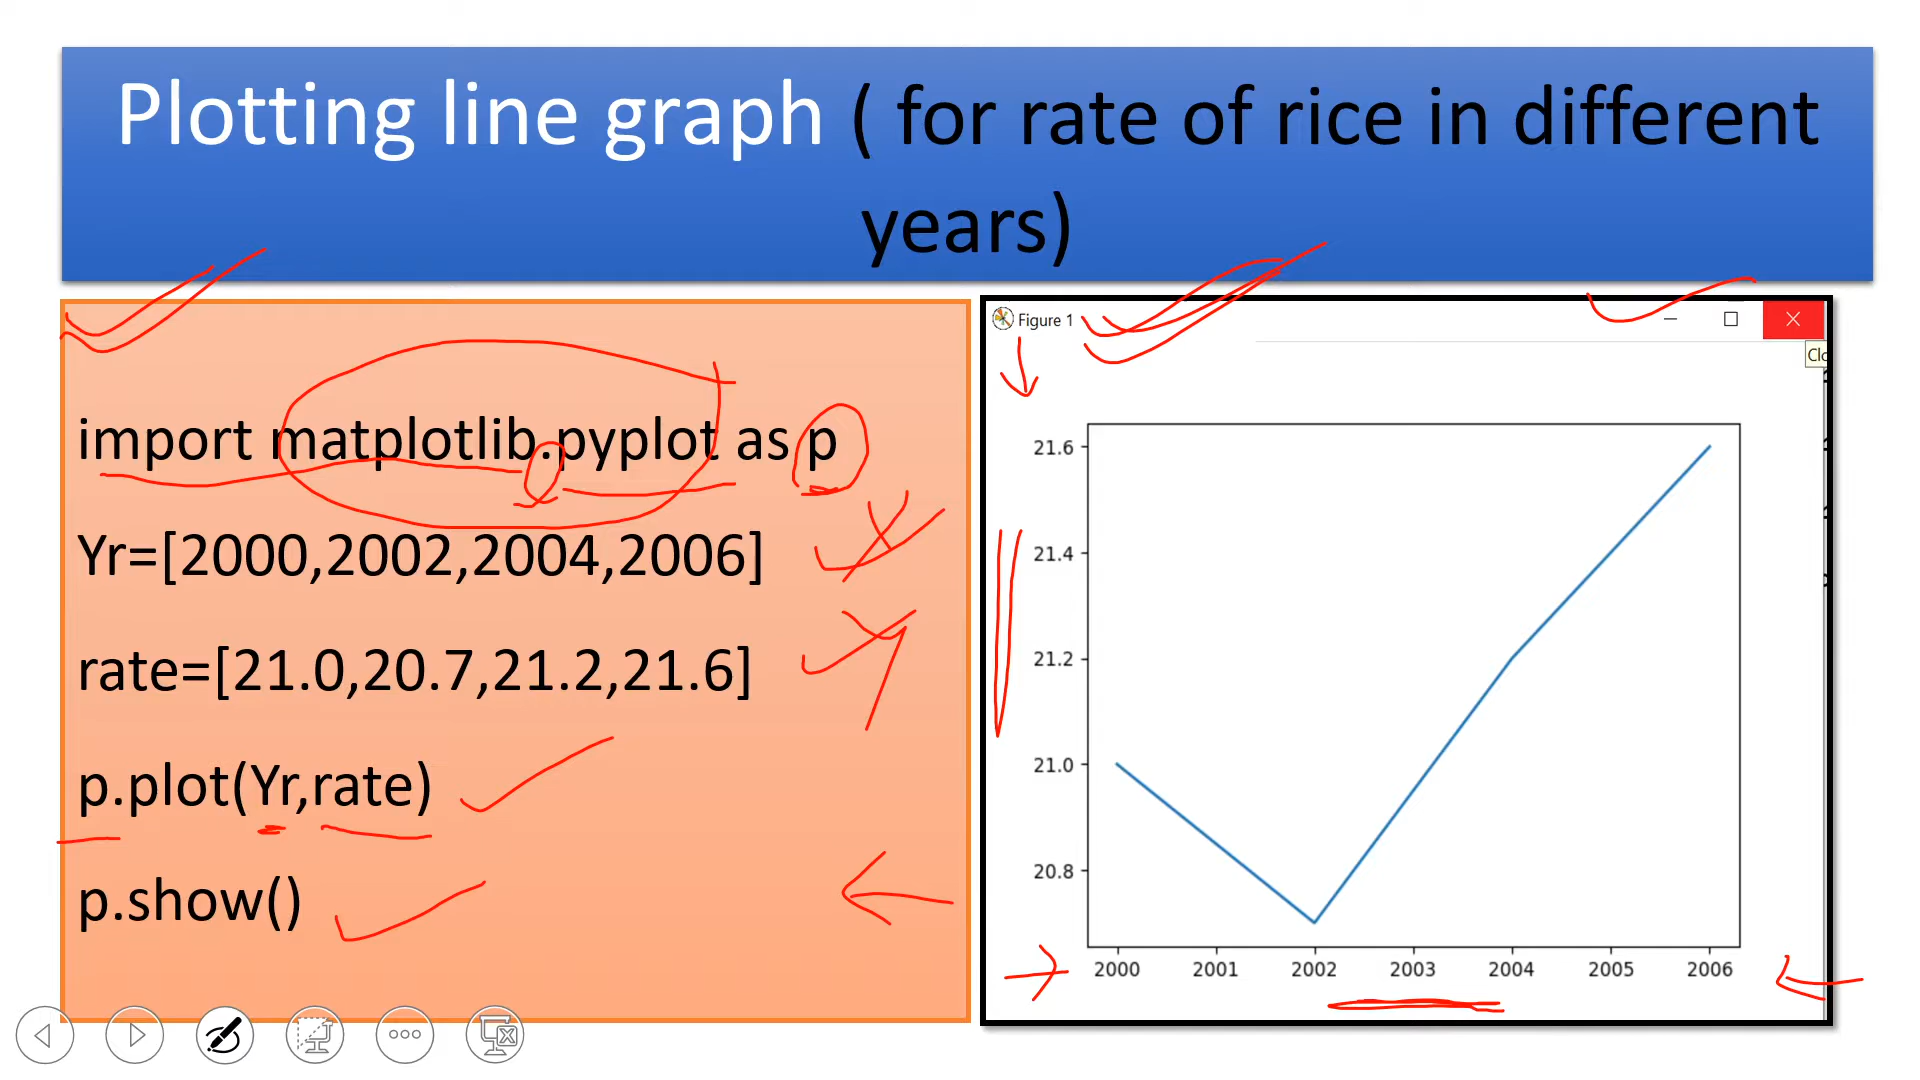 Plotting line graph ( for rate of rice in different
years)
import matplotlib.pyplot as p
Yr=[2000,2002,2004,2006]
rate=[21.0,20.7,21.2,21.6]
p.plot(Yr,rate)
p.show()
Figure 1
21.6
21.4
21.2
21.0
20.8
2000 2001 2002 2003 2004 2005 2006